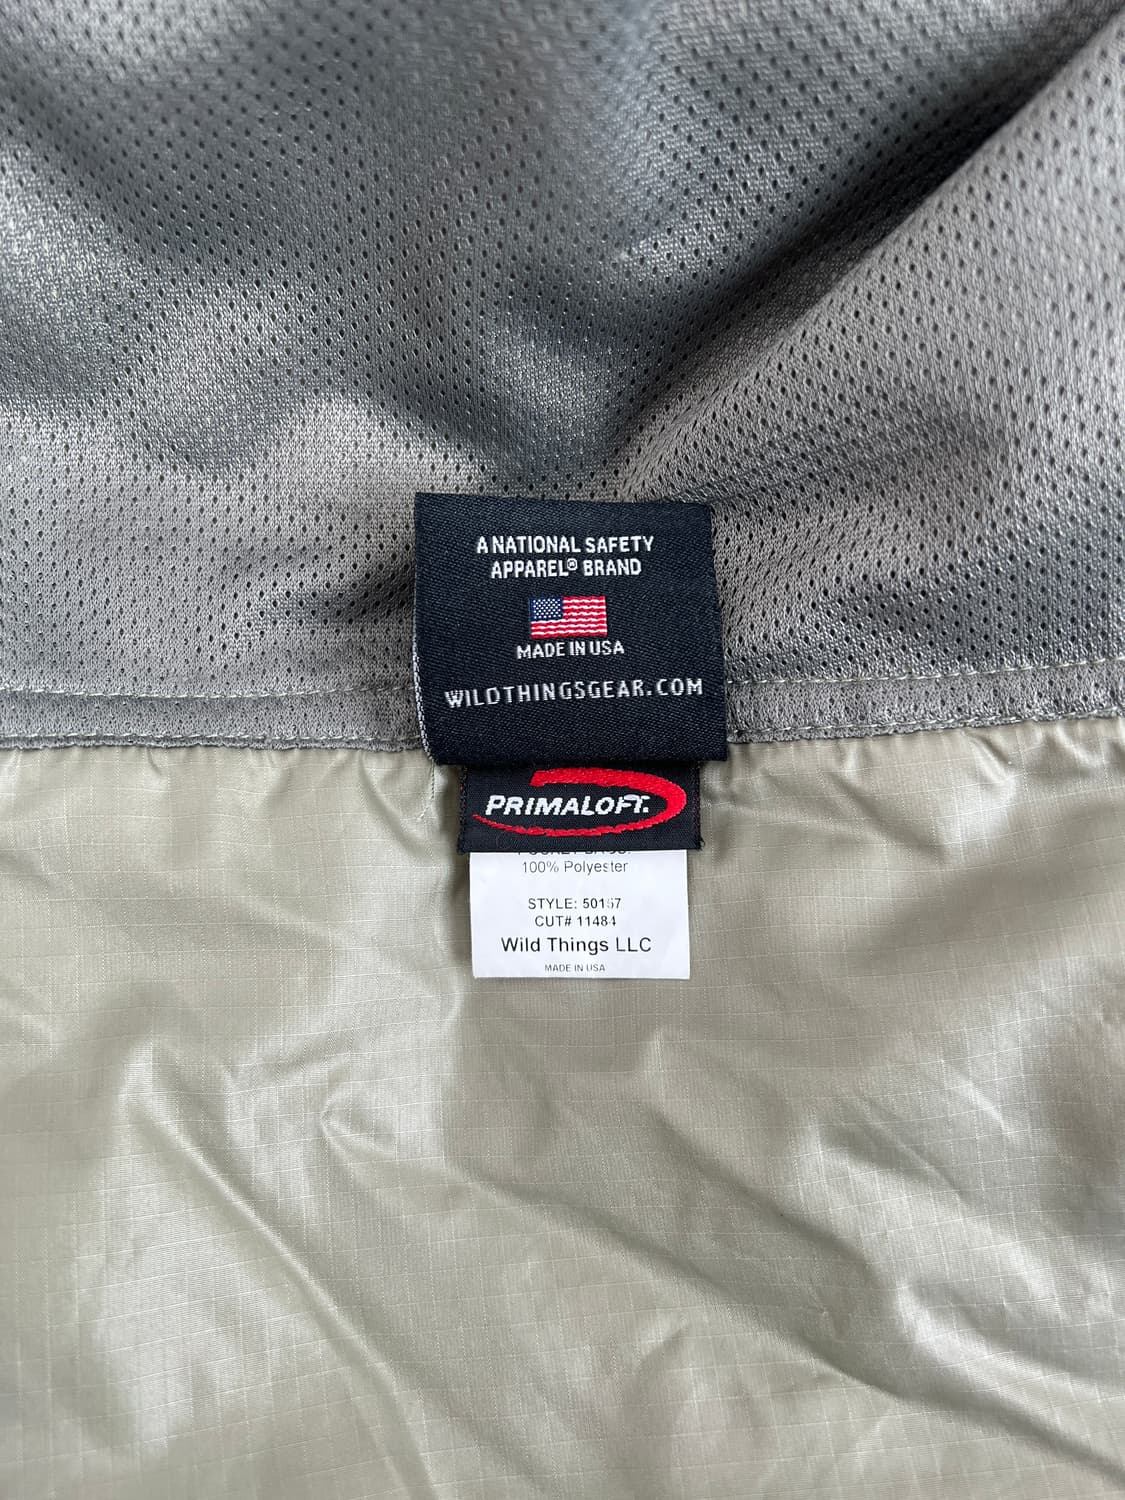 A NATIONAL SAFETY
APPAREL® BRAND
MADE IN USA
WILDTHINGSGEAR.COM
PRIMALOFT.
100% Polyester
STYLE: 50167
CUT# 11484
Wild Things LLC
MADE IN USA